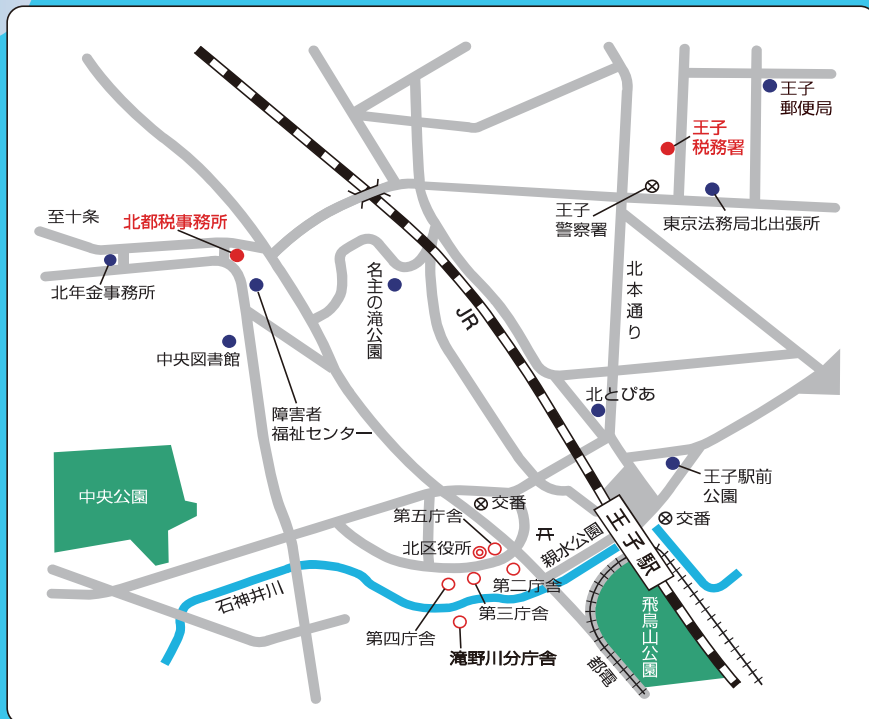 王子
郵便局
王子
税務署
至十条
北都税事務所
王子
警察署
東京法務局北出張所
北年金事務所
名主の滝公園
北本通り
JR
中央図書館
北とぴあ
障害者
福祉センター
王子駅前
公園
中央公園
交番
第五庁舎
交番
北区役所
親水公園
王子駅
第二庁舎
石神井川
第三庁舎
飛鳥山公園
第四庁舎
滝野川分庁舎
都電